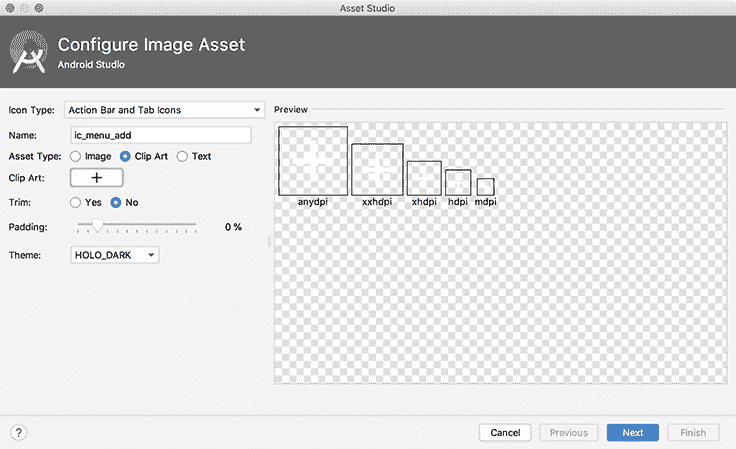 Asset Studio
Configure Image Asset
Android Studio
Icon Type: Action Bar and Tab Icons
Name: ic_menu_add
Asset Type: Image Clip Art Text
Clip Art:
Trim: Yes No
Padding: 0 %
Theme: HOLO_DARK
Preview
anydpi xxhdpi xhdpi hdpi mdpi
? Cancel Previous Next Finish